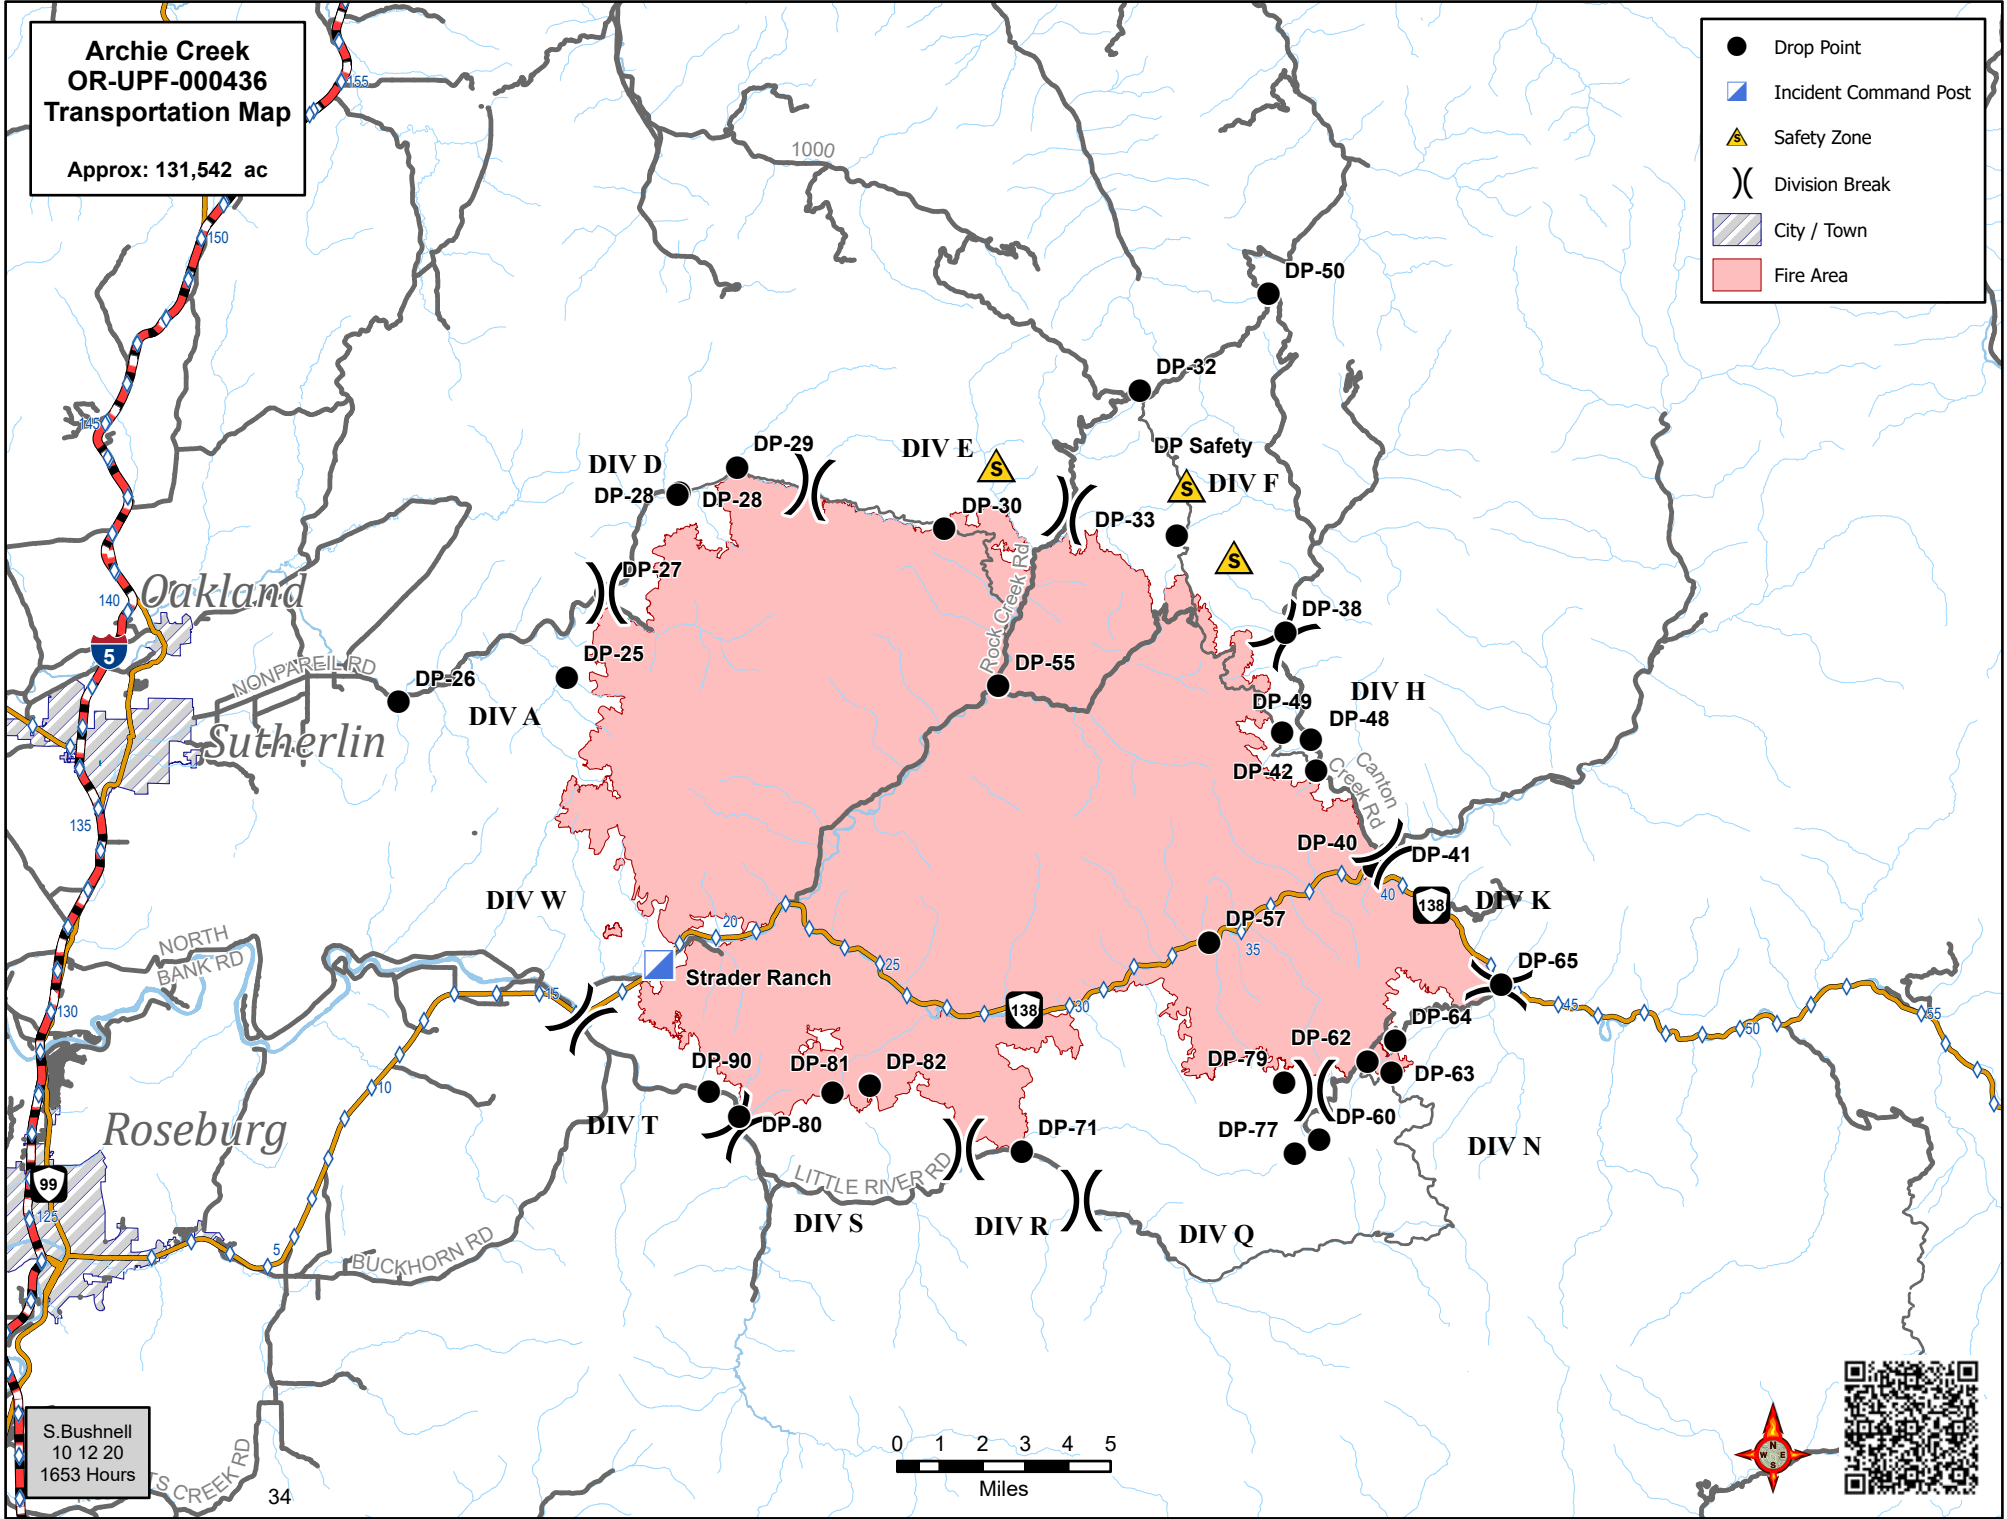 Archie Creek
OR-UPF-000436
Transportation Map
Approx: 131,542 ac
Drop Point
Incident Command Post
S
Safety Zone
Division Break
City / Town
Fire Area
155
150
1000
DP-50
DP-32
145
DP-29
DIV E
S
DP Safety
DIV D
DP-28
DP-28
S
DIV F
DP-30
DP-33
S
DP-27
140
Oakland
5
Rock Creek Rd
DP-38
NONPAREIL RD
DP-26
DP-25
DP-55
DIV A
DIV H
DP-49
DP-48
Sutherlin
DP-42
Canton
Creek Rd
135
DP-40
DP-41
DIV W
40
138
DIV K
20
DP-57
35
NORTH
BANK RD
25
DP-65
Strader Ranch
15
138
30
45
55
130
50
DP-64
DP-62
DP-90
DP-81
DP-82
DP-79
DP-63
10
DP-60
DIV T
DP-80
DP-71
DP-77
DIV N
Roseburg
LITTLE RIVER RD
99
125
DIV S
DIV R
DIV Q
5
BUCKHORN RD
S.Bushnell
10 12 20
1653 Hours
TS CREEK RD
34
0 1 2 3 4 5
Miles
N
W E
S